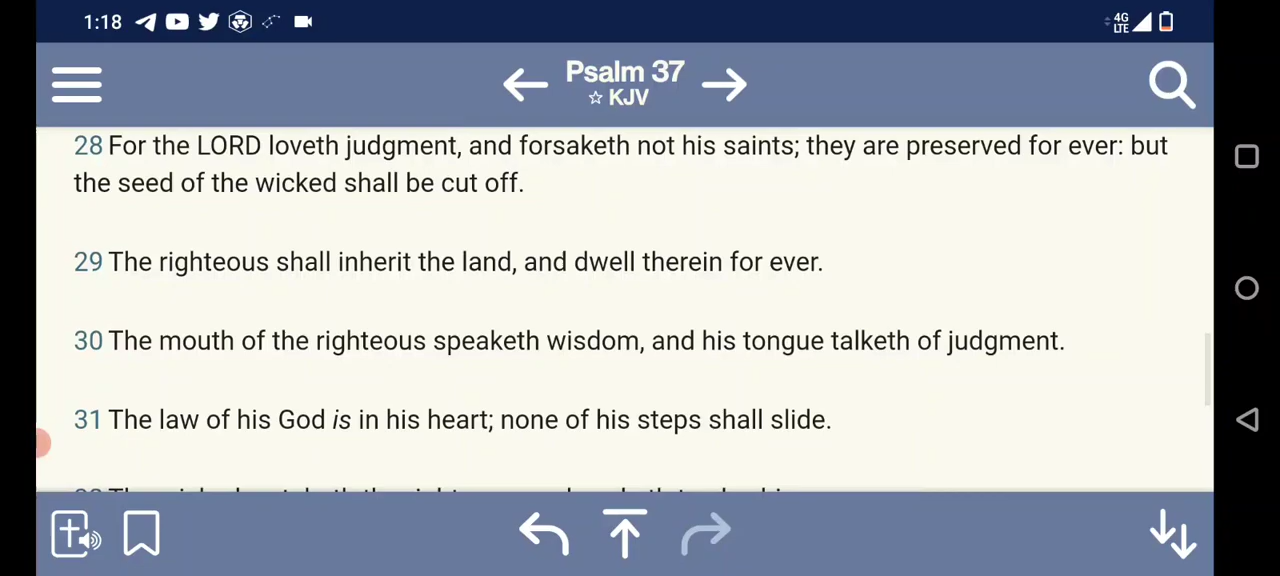 1:18
4G
LTE
Psalm 37
☆ KJV
28 For the LORD loveth judgment, and forsaketh not his saints; they are preserved for ever: but
the seed of the wicked shall be cut off.
29 The righteous shall inherit the land, and dwell therein for ever.
30 The mouth of the righteous speaketh wisdom, and his tongue talketh of judgment.
31 The law of his God is in his heart; none of his steps shall slide.